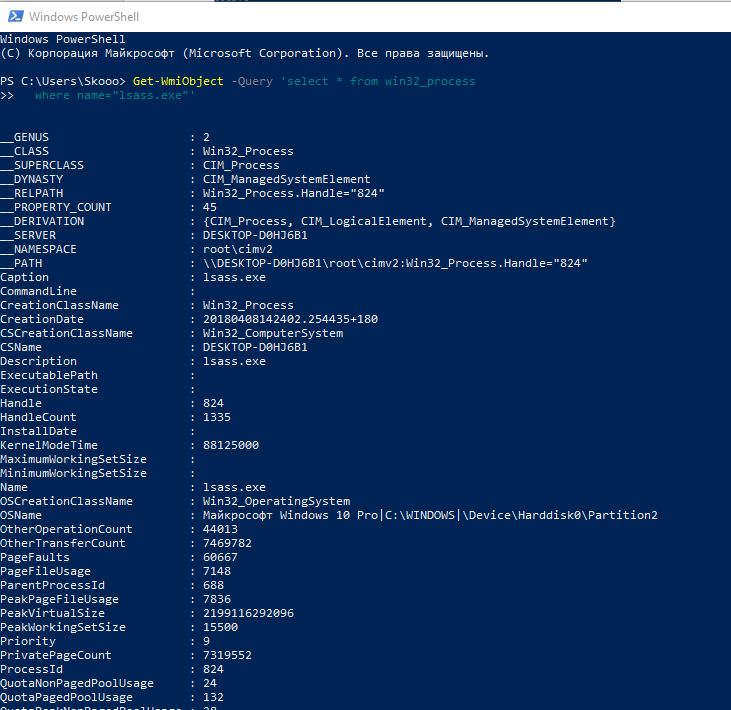 Windows PowerShell
Windows PowerShell
(C) Корпорация Майкрософт (Microsoft Corporation). Все права защищены.
PS C:\Users\Skooo> Get-WmiObject -Query 'select * from win32_process
>>   where name="lsass.exe"'
__GENUS                    : 2
__CLASS                    : Win32_Process
__SUPERCLASS               : CIM_Process
__DYNASTY                  : CIM_ManagedSystemElement
__RELPATH                  : Win32_Process.Handle="824"
__PROPERTY_COUNT           : 45
__DERIVATION               : {CIM_Process, CIM_LogicalElement, CIM_ManagedSystemElement}
__SERVER                   : DESKTOP-D0HJ6B1
__NAMESPACE                : root\cimv2
__PATH                     : \\DESKTOP-D0HJ6B1\root\cimv2:Win32_Process.Handle="824"
Caption                    : lsass.exe
CommandLine                :
CreationClassName          : Win32_Process
CreationDate               : 20180408142402.254435+180
CSCreationClassName        : Win32_ComputerSystem
CSName                     : DESKTOP-D0HJ6B1
Description                : lsass.exe
ExecutablePath             :
ExecutionState             :
Handle                     : 824
HandleCount                : 1335
InstallDate                :
KernelModeTime             : 88125000
MaximumWorkingSetSize      :
MinimumWorkingSetSize      :
Name                       : lsass.exe
OSCreationClassName        : Win32_OperatingSystem
OSName                     : Майкрософт Windows 10 Pro|C:\WINDOWS|\Device\Harddisk0\Partition2
OtherOperationCount        : 44013
OtherTransferCount         : 7469782
PageFaults                 : 60667
PageFileUsage              : 7148
ParentProcessId            : 688
PeakPageFileUsage          : 7836
PeakVirtualSize            : 2199116292096
PeakWorkingSetSize         : 15500
Priority                   : 9
PrivatePageCount           : 7319552
ProcessId                  : 824
QuotaNonPagedPoolUsage     : 24
QuotaPagedPoolUsage        : 132
QuotaPeakNonPagedPoolUsage : 28